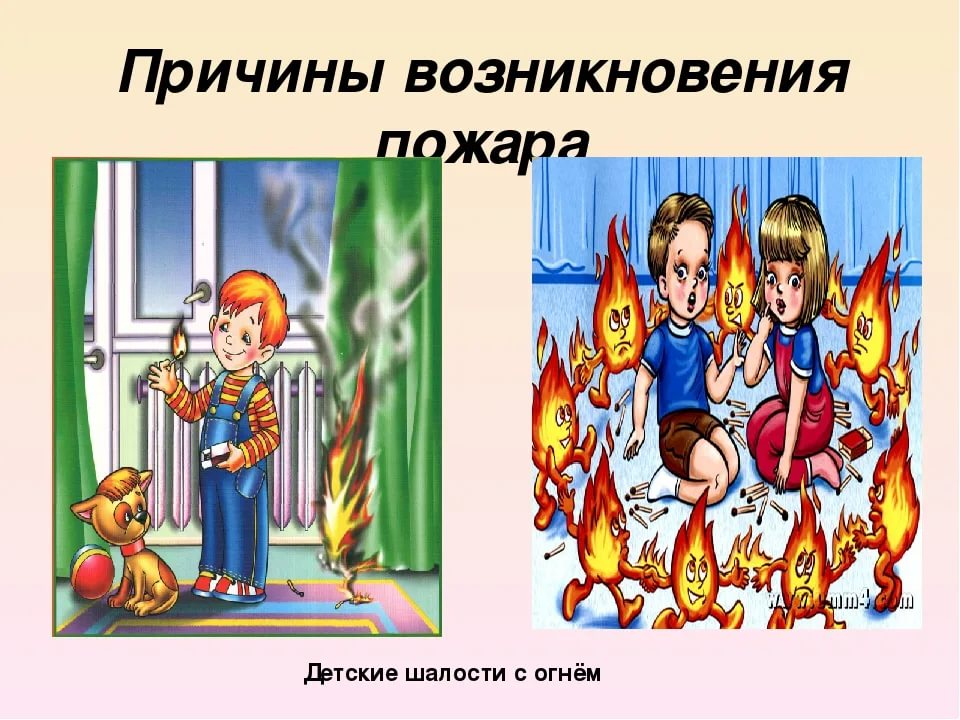 Причины возникновения
пожара
Детские шалости с огнём